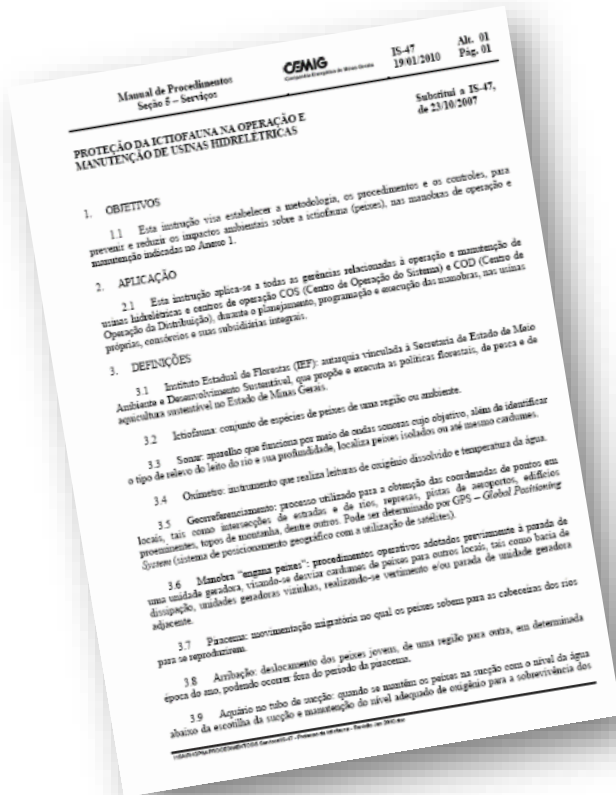 Manual de Procedimentos
Seção 6 – Serviços
CEMIG
Companhia Energética de Minas Gerais
IS-47
19/01/2010
Alt. 01
Pág. 01
Substitui a IS-47,
de 23/10/2007
PROTEÇÃO DA ICTIOFAUNA NA OPERAÇÃO E
MANUTENÇÃO DE USINAS HIDRELÉTRICAS
1. OBJETIVOS
1.1 Esta instrução visa estabelecer a metodologia, os procedimentos e os controles, para
prevenir e reduzir os impactos ambientais sobre a ictiofauna (peixes), nas manobras de operação e
manutenção indicadas no Anexo 1.
2. APLICAÇÃO
2.1 Esta instrução aplica-se a todas as gerências relacionadas à operação e manutenção de
usinas hidrelétricas e centros de operação COS (Centro de Operação do Sistema) e COD (Centro de
Operação da Distribuição), durante o planejamento, programação e execução das manobras, nas usinas
próprias, consórcios e suas subsidiárias integrais.
3. DEFINIÇÕES
3.1 Instituto Estadual de Florestas (IEF): autarquia vinculada à Secretaria de Estado de Meio
Ambiente e Desenvolvimento Sustentável, que propõe e executa as políticas florestais, de pesca e de
aquicultura sustentável no Estado de Minas Gerais.
3.2 Ictiofauna: conjunto de espécies de peixes de uma região ou ambiente.
3.3 Sonar: aparelho que funciona por meio de ondas sonoras cujo objetivo, além de identificar
o tipo de relevo do leito do rio e sua profundidade, localiza peixes isolados ou até mesmo cardumes.
3.4 Oxímetro: instrumento que realiza leituras de oxigênio dissolvido e temperatura da água.
3.5 Georreferenciamento: processo utilizado para a obtenção das coordenadas de pontos em
locais, tais como intersecções de estradas e de rios, represas, pistas de aeroportos, edifícios
proeminentes, topos de montanha, dentre outros. Pode ser determinado por GPS – Global Positioning
System (sistema de posicionamento geográfico com a utilização de satélites).
3.6 Manobra "engana peixes": procedimentos operativos adotados previamente à parada de
uma unidade geradora, visando-se desviar cardumes de peixes para outros locais, tais como bacia de
dissipação, unidades geradoras vizinhas, realizando-se vertimento e/ou parada de unidade geradora
adjacente.
3.7 Piracema: movimentação migratória no qual os peixes sobem para as cabeceiras dos rios
para se reproduzirem.
3.8 Arribação: deslocamento dos peixes jovens, de uma região para outra, em determinada
época do ano, podendo ocorrer fora do período da piracema.
3.9 Aquário no tubo de sucção: quando se mantém os peixes na sucção com o nível da água
abaixo da escotilha da sucção e manutenção do nível adequado de oxigênio para a sobrevivência dos